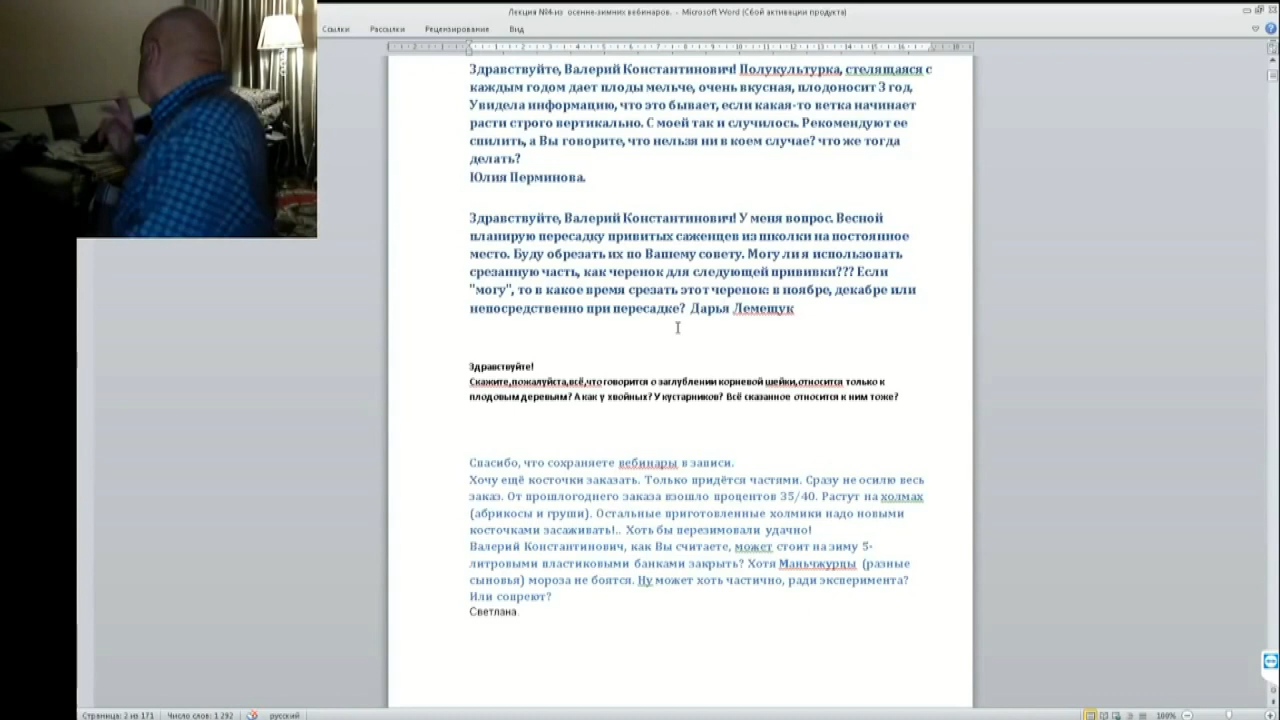 Лекция №4-из осенне-зимних вебинаров. - Microsoft Word (Сбой активации продукта)
Ссылки Рассылки Рецензирование Вид
Здравствуйте, Валерий Константинович! Полукультурка, стелящаяся с
каждым годом дает плоды мельче, очень вкусная, плодоносит 3 год,
Увидела информацию, что это бывает, если какая-то ветка начинает
расти строго вертикально. С моей так и случилось. Рекомендуют ее
спилить, а Вы говорите, что нельзя ни в коем случае? что же тогда
делать?
Юлия Перминова.
Здравствуйте, Валерий Константинович! У меня вопрос. Весной
планирую пересадку привитых саженцев из школки на постоянное
место. Буду обрезать их по Вашему совету. Могу ли я использовать
срезанную часть, как черенок для следующей прививки??? Если
"могу", то в какое время срезать этот черенок: в ноябре, декабре или
непосредственно при пересадке? Дарья Лемещук
Здравствуйте!
Скажите,пожалуйста,всё,что говорится о заглублении корневой шейки,относится только к
плодовым деревьям? А как у хвойных? У кустарников? Всё сказанное относится к ним тоже?
Спасибо, что сохраняете вебинары в записи.
Хочу ещё косточки заказать. Только придётся частями. Сразу не осилю весь
заказ. От прошлогоднего заказа взошло процентов 35/40. Растут на холмах
(абрикосы и груши). Остальные приготовленные холмики надо новыми
косточками засаживать!.. Хоть бы перезимовали удачно!
Валерий Константинович, как Вы считаете, может стоит на зиму 5-
литровыми пластиковыми банками закрыть? Хотя Маньчжурцы (разные
сыновья) мороза не боятся. Ну может хоть частично, ради эксперимента?
Или сопреют?
Светлана.
Страница: 2 из 171 Число слов: 1 292 русский 100%